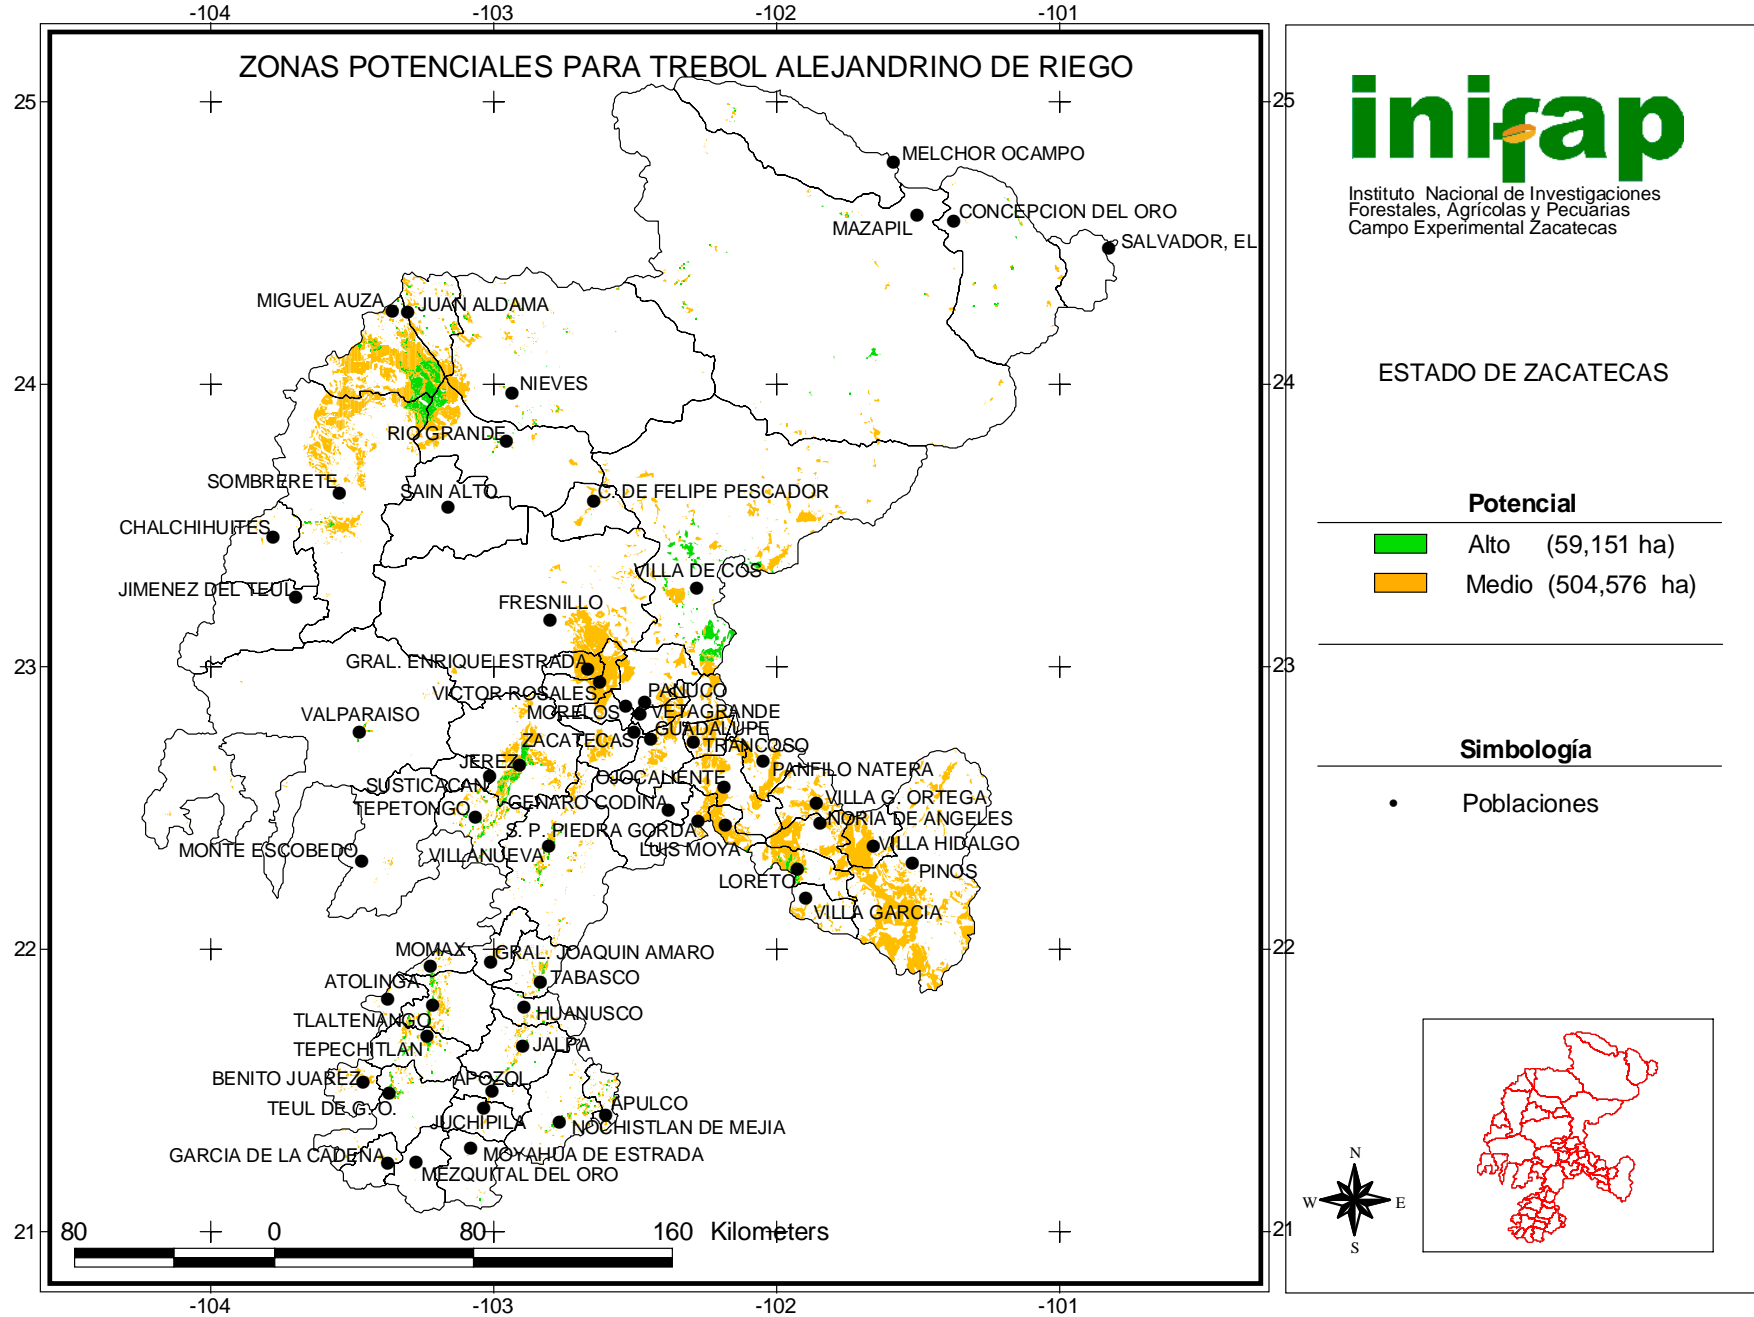 -104 -103 -102 -101
ZONAS POTENCIALES PARA TREBOL ALEJANDRINO DE RIEGO
25 25
MELCHOR OCAMPO
CONCEPCION DEL ORO
MAZAPIL
SALVADOR, EL
MIGUEL AUZA
JUAN ALDAMA
24 24
NIEVES
RIO GRANDE
SOMBRERETE
SAIN ALTO
C. DE FELIPE PESCADOR
CHALCHIHUITES
VILLA DE COS
JIMENEZ DEL TEUL
FRESNILLO
23 23
GRAL. ENRIQUE ESTRADA
VICTOR ROSALES
PANUCO
MORELOS
VETAGRANDE
VALPARAISO
GUADALUPE
ZACATECAS
TRANCOSO
JEREZ
PANFILO NATERA
SUSTICACAN
OJOCALIENTE
TEPETONGO
GENARO CODINA
VILLA G. ORTEGA
NORIA DE ANGELES
S. P. PIEDRA GORDA
VILLA HIDALGO
MONTE ESCOBEDO
VILLANUEVA
LUIS MOYA
PINOS
LORETO
VILLA GARCIA
22 22
MOMAX
GRAL. JOAQUIN AMARO
ATOLINGA
TABASCO
TLALTENANGO
HUANUSCO
TEPECHITLAN
JALPA
BENITO JUAREZ
APOZOL
TEUL DE G. O.
APULCO
JUCHIPILA
NOCHISTLAN DE MEJIA
GARCIA DE LA CADENA
MOYAHUA DE ESTRADA
MEZQUITAL DEL ORO
21 21
80 0 80 160 Kilometers
-104 -103 -102 -101
inifap
Instituto Nacional de Investigaciones
Forestales, Agrícolas y Pecuarias
Campo Experimental Zacatecas
ESTADO DE ZACATECAS
Potencial
Alto (59,151 ha)
Medio (504,576 ha)
Simbología
Poblaciones
N
W E
S